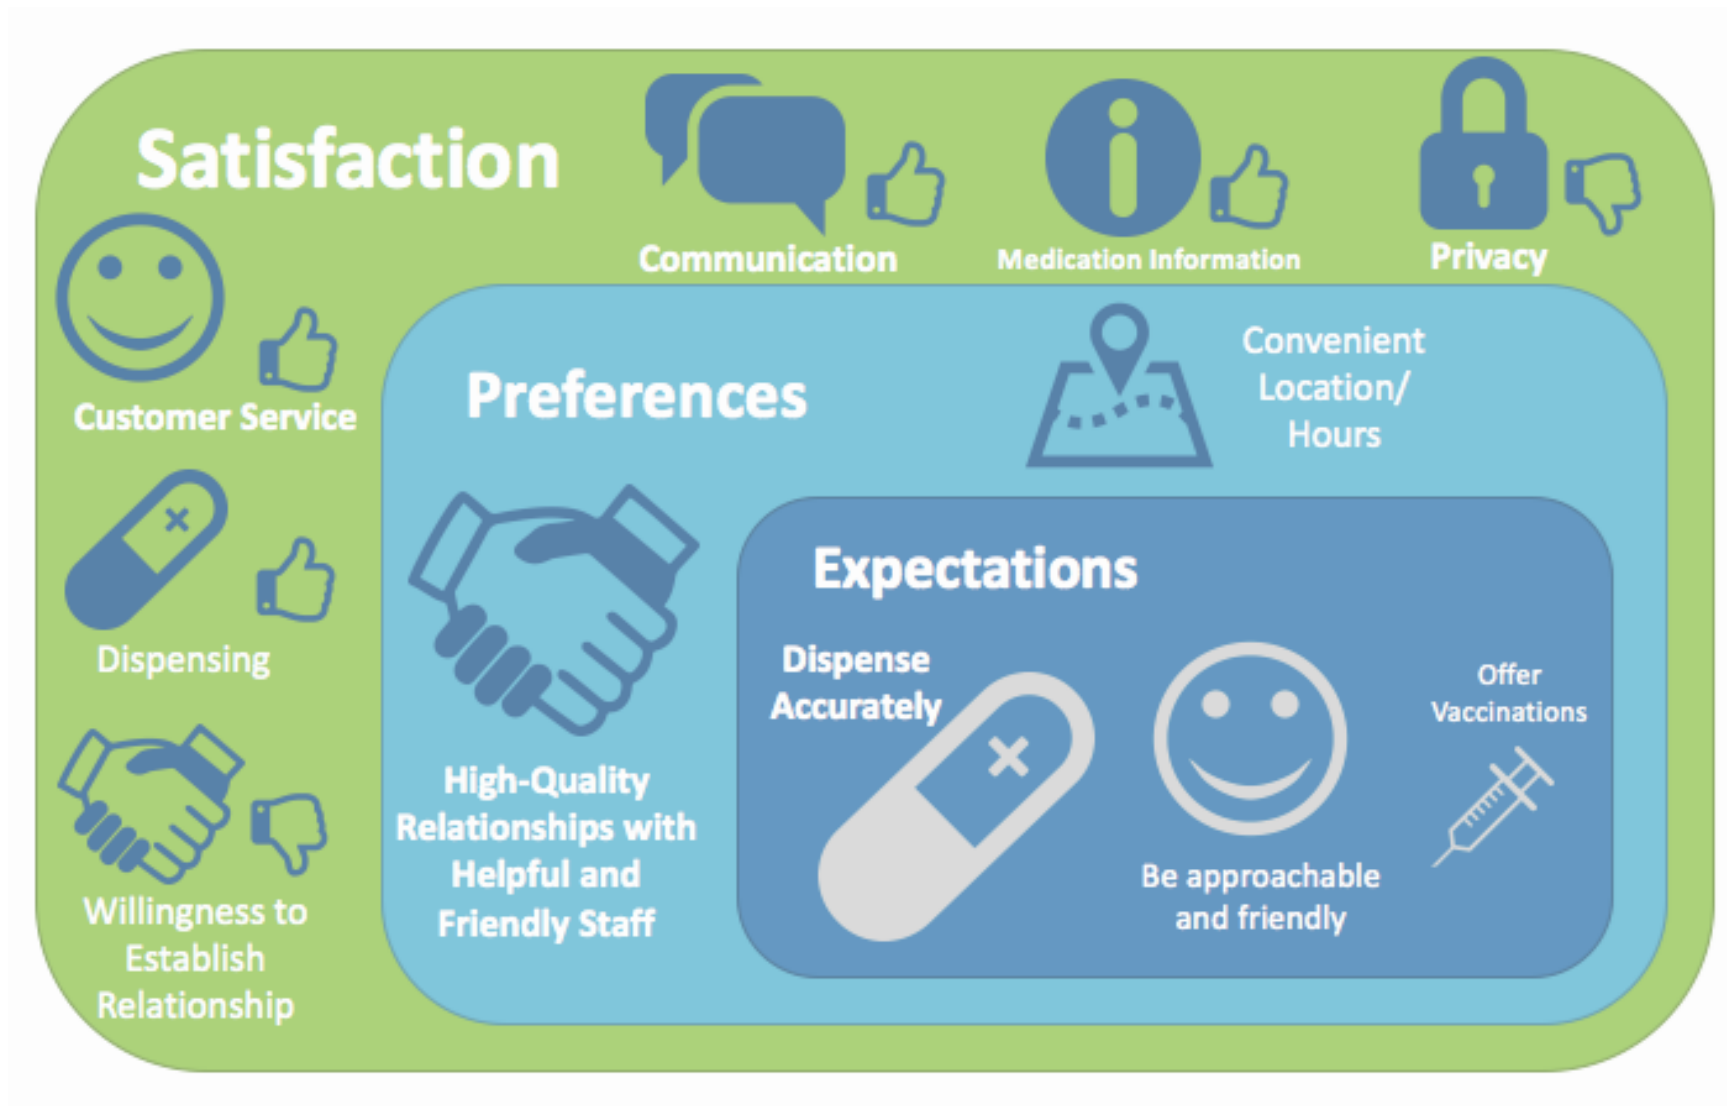 Satisfaction
Communication
Medication Information
Privacy
Customer Service
Dispensing
Willingness to
Establish
Relationship
Preferences
Convenient
Location/
Hours
High-Quality
Relationships with
Helpful and
Friendly Staff
Expectations
Dispense
Accurately
Be approachable
and friendly
Offer
Vaccinations